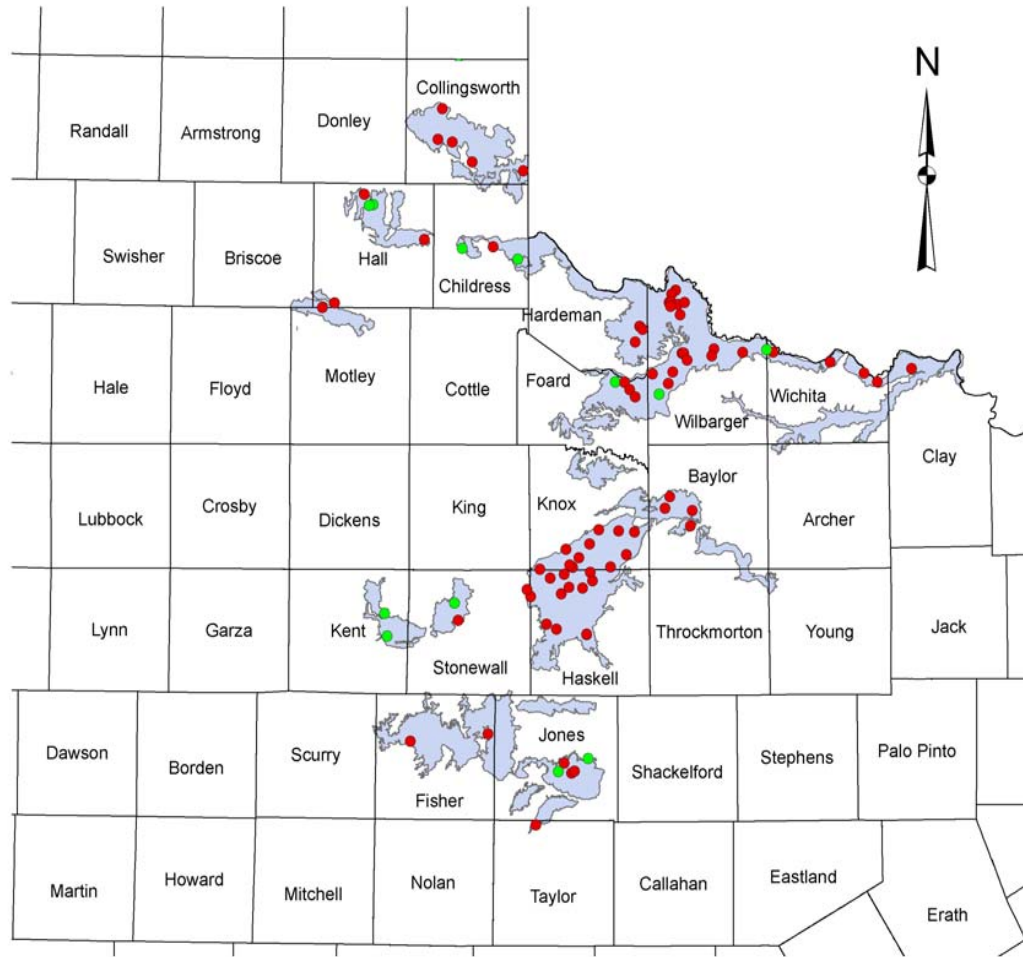 N
Collingsworth
Randall
Armstrong
Donley
Swisher
Briscoe
Hall
Childress
Hardeman
Hale
Floyd
Motley
Cottle
Foard
Wilbarger
Wichita
Clay
Lubbock
Crosby
Dickens
King
Knox
Baylor
Archer
Lynn
Garza
Kent
Stonewall
Haskell
Throckmorton
Young
Jack
Dawson
Borden
Scurry
Fisher
Jones
Shackelford
Stephens
Palo Pinto
Martin
Howard
Mitchell
Nolan
Taylor
Callahan
Eastland
Erath